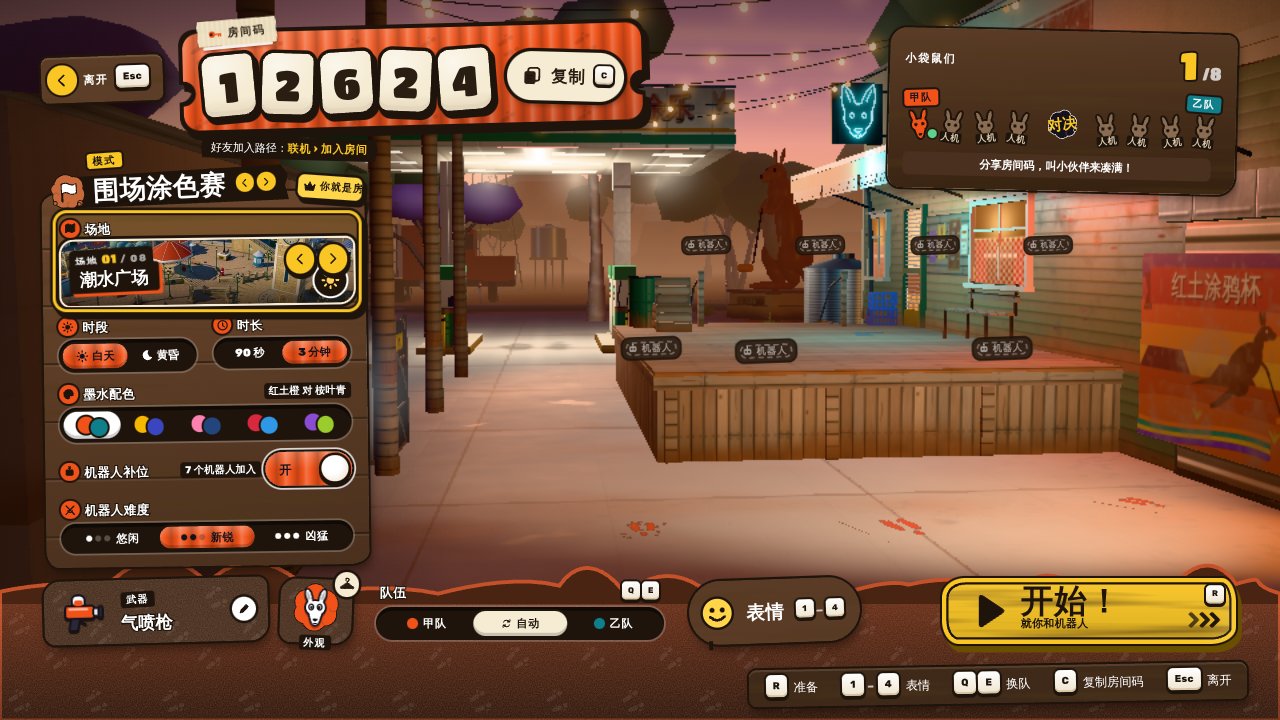 离开 Esc
房间码
12624
复制 C
好友加入路径：联机 › 加入房间
模式
围场涂色赛
你就是房
场地
场地 01 / 08
潮水广场
时段
时长
白天
黄昏
90 秒
3 分钟
墨水配色
红土橙 对 桉叶青
机器人补位
7 个机器人加入
开
机器人难度
悠闲
新锐
凶猛
小袋鼠们
1 /8
甲队
乙队
人机
人机
人机
对决
人机
人机
人机
人机
分享房间码，叫小伙伴来凑满！
机器人
机器人
机器人
机器人
机器人
机器人
机器人
红土涂鸦杯
武器
气喷枪
外观
队伍
Q E
甲队
自动
乙队
表情 1 - 4
开始！
就你和机器人
R
R 准备
1 - 4 表情
Q E 换队
C 复制房间码
Esc 离开